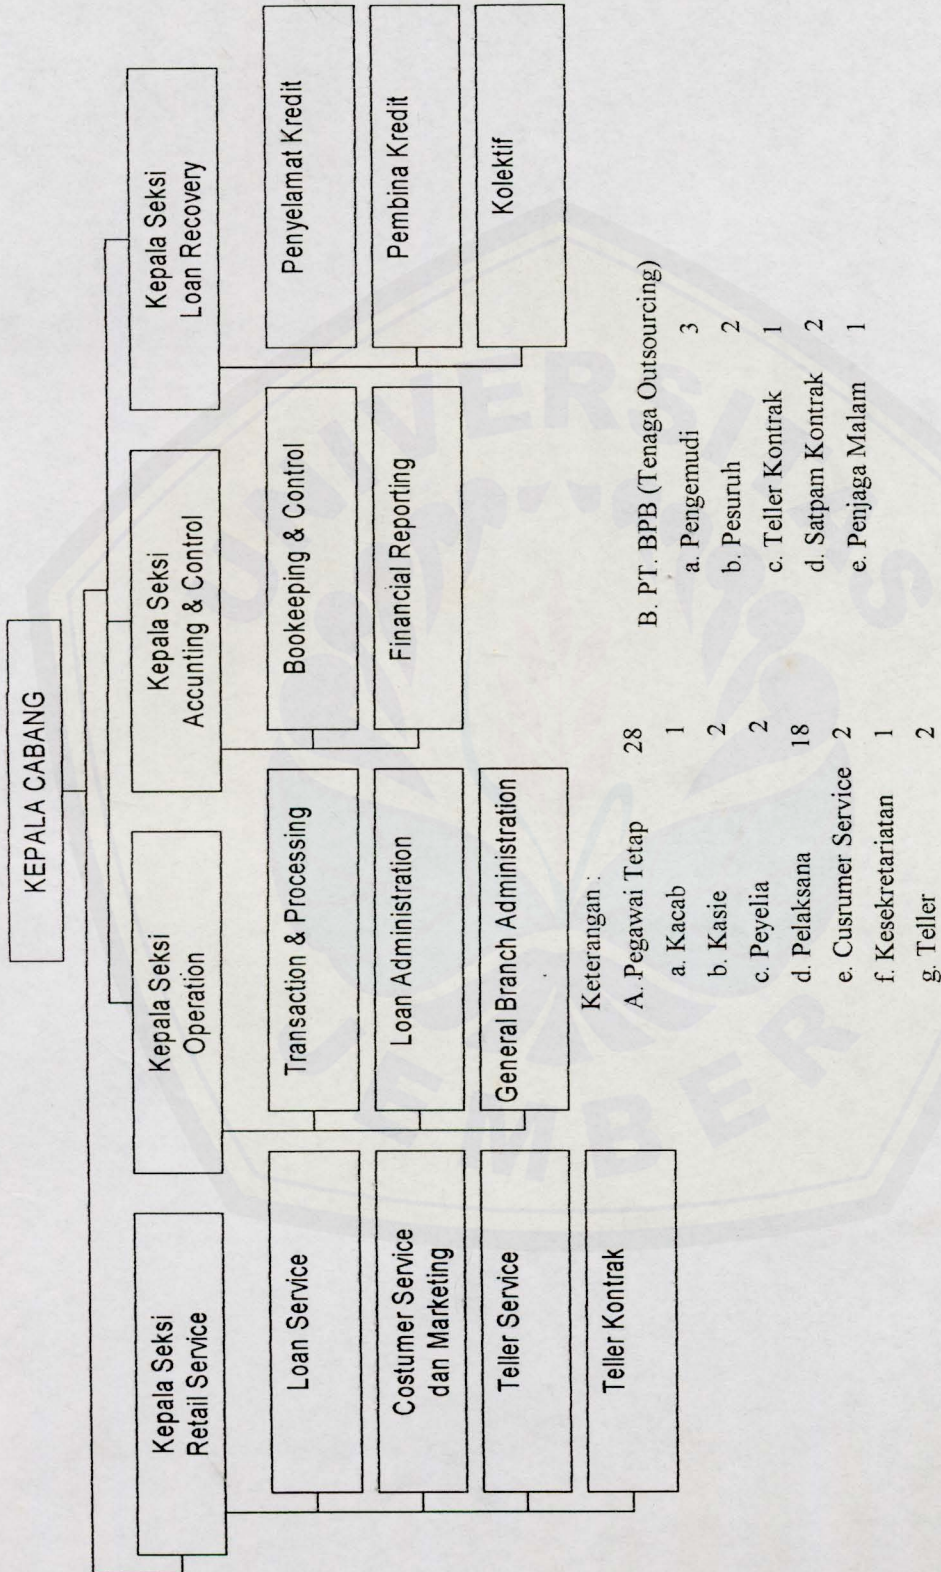 KEPALA CABANG
Kepala Seksi
Retail Service
Loan Service
Costumer Service
dan Marketing
Teller Service
Teller Kontrak
Kepala Seksi
Operation
Transaction & Processing
Loan Administration
General Branch Administration
Kepala Seksi
Accunting & Control
Bookeeping & Control
Financial Reporting
Kepala Seksi
Loan Recovery
Penyelamat Kredit
Pembina Kredit
Kolektif
Keterangan :
A. Pegawai Tetap 28
a. Kacab 1
b. Kasie 2
c. Peyelia 2
d. Pelaksana 18
e. Cusrumer Service 2
f. Kesekretariatan 1
g. Teller 2
B. PT. BPB (Tenaga Outsourcing)
a. Pengemudi 3
b. Pesuruh 2
c. Teller Kontrak 1
d. Satpam Kontrak 2
e. Penjaga Malam 1
UNIVERSITAS
JEMBER